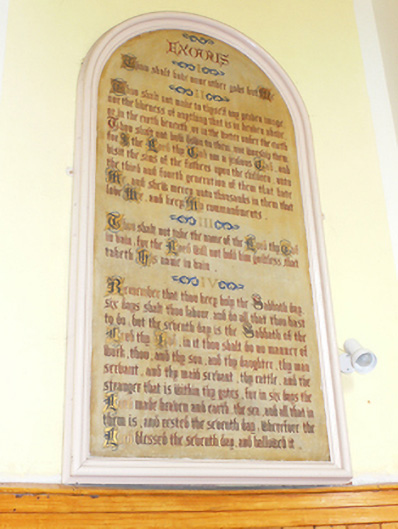 EXODUS
I
Thou shalt have none other gods but Me
II
Thou shalt not make to thyself any graven image,
nor the likeness of anything that is in heaven above,
or in the earth beneath, or in the water under the earth
Thou shalt not bow down to them, nor worship them,
for I the Lord thy God am a jealous God, and
visit the sins of the fathers upon the children, unto
the third and fourth generation of them that hate
Me, and shew mercy unto thousands in them that
love Me, and keep My commandments
III
Thou shalt not take the name of the Lord thy God
in vain, for the Lord will not hold him guiltless, that
taketh His name in vain
IV
Remember that thou keep holy the Sabbath day,
six days shalt thou labour, and do all that thou hast
to do, but the seventh day is the Sabbath of the
Lord thy God, in it thou shalt do no manner of
work, thou, and thy son, and thy daughter, thy man
servant, and thy maid servant, thy cattle, and the
stranger that is within thy gates, for in six days the
Lord made heaven and earth, the sea, and all that in
them is, and rested the seventh day, wherefore the
Lord blessed the seventh day, and hallowed it